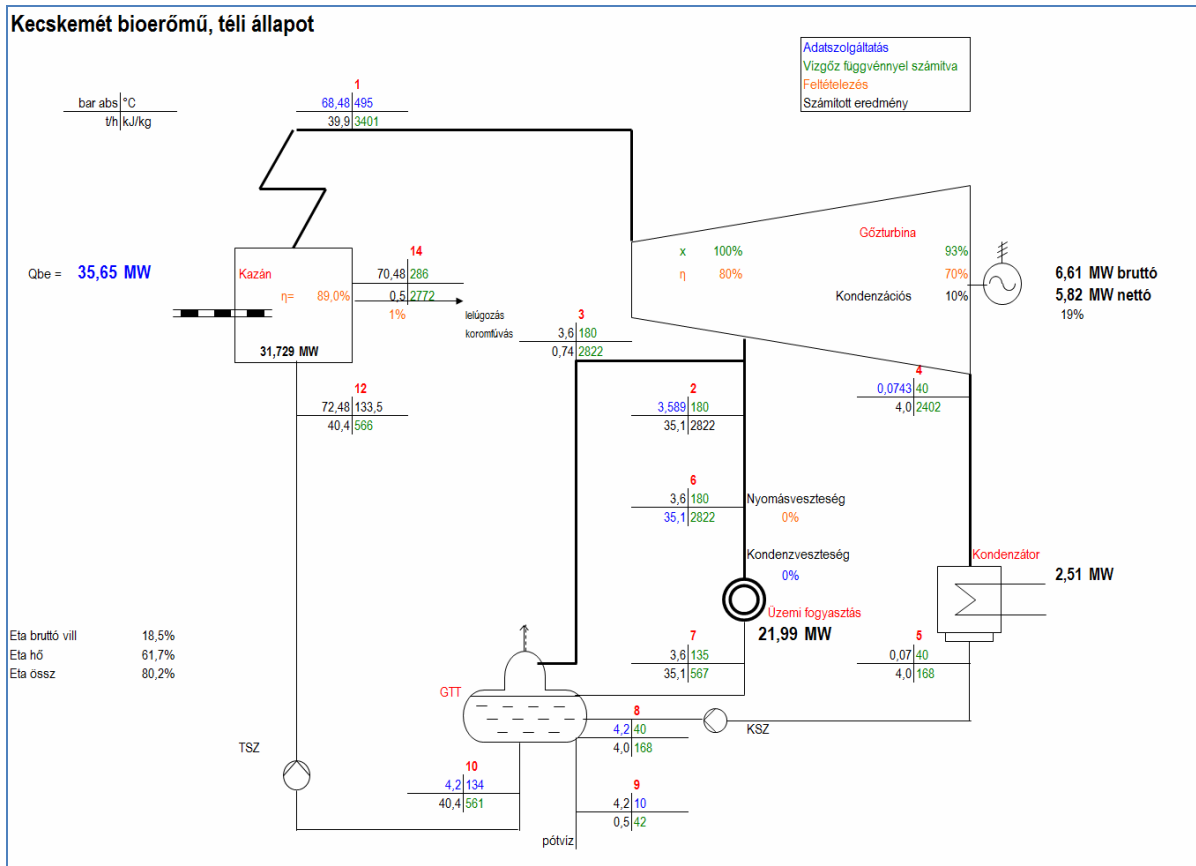 Kecskemét bioerőmű, téli állapot
Adatszolgáltatás
Vízgőz függvénnyel számítva
Feltételezés
Számított eredmény
bar abs °C
t/h kJ/kg
1
68,48 495
39,9 3401
Gőzturbina
x 100% 93%
η 80% 70%
Kondenzációs 10%
6,61 MW bruttó
5,82 MW nettó
19%
Qbe = 35,65 MW
Kazán
η= 89,0%
31,729 MW
14
70,48 286
0,5 2772
1%
lelúgozás
koromfúvás
3
3,6 180
0,74 2822
12
72,48 133,5
40,4 566
2
3,589 180
35,1 2822
4
0,0743 40
4,0 2402
6
3,6 180
35,1 2822
Nyomásveszteség
0%
Kondenzveszteség
0%
Kondenzátor
2,51 MW
Üzemi fogyasztás
21,99 MW
Eta bruttó vill 18,5%
Eta hő 61,7%
Eta össz 80,2%
7
3,6 135
35,1 567
5
0,07 40
4,0 168
GTT
8
4,2 40
4,0 168
KSZ
TSZ
10
4,2 134
40,4 561
9
4,2 10
0,5 42
pótvíz